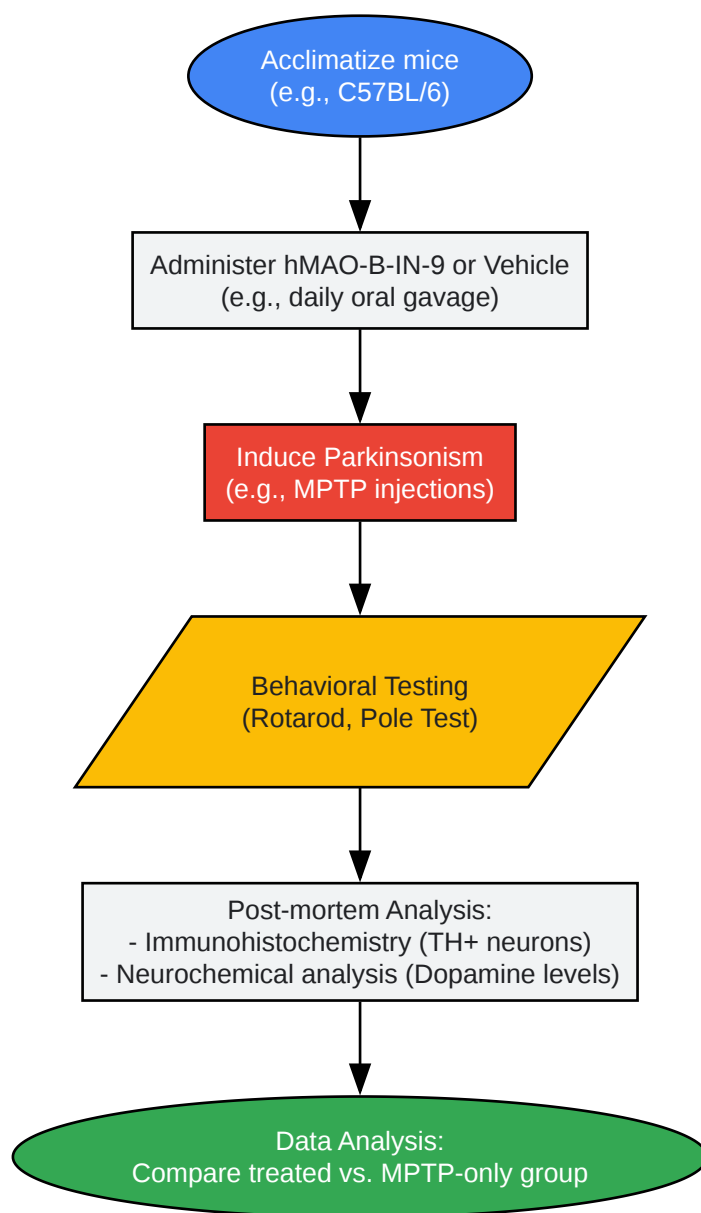 Acclimatize mice
(e.g., C57BL/6)
Administer hMAO-B-IN-9 or Vehicle
(e.g., daily oral gavage)
Induce Parkinsonism
(e.g., MPTP injections)
Behavioral Testing
(Rotarod, Pole Test)
Post-mortem Analysis:
- Immunohistochemistry (TH+ neurons)
- Neurochemical analysis (Dopamine levels)
Data Analysis:
Compare treated vs. MPTP-only group